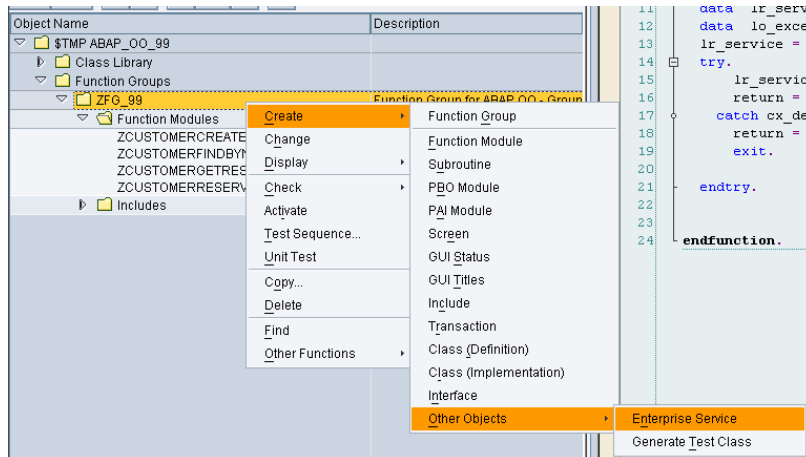 Object Name
Description
$TMP ABAP_OO_99
Class Library
Function Groups
ZFG_99
Function Group for ABAP OO - Group
Function Modules
ZCUSTOMERCREATE
ZCUSTOMERFINDBYN
ZCUSTOMERGETRES
ZCUSTOMERRESERV
Includes
Create
Change
Display
Check
Activate
Test Sequence...
Unit Test
Copy...
Delete
Find
Other Functions
Function Group
Function Module
Subroutine
PBO Module
PAI Module
Screen
GUI Status
GUI Titles
Include
Transaction
Class (Definition)
Class (Implementation)
Interface
Other Objects
Enterprise Service
Generate Test Class
11 data lr_serv
12 data lo_exce
13 lr_service =
14 try.
15 lr_servic
16 return =
17 catch cx_de
18 return =
19 exit.
20
21 endtry.
22
23
24 endfunction.